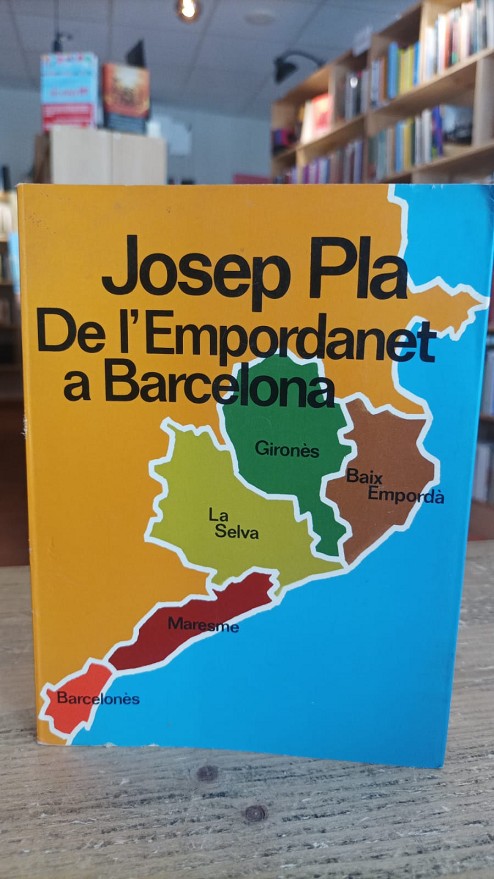 Josep Pla
De l'Empordanet
a Barcelona
Gironès
Baix
Empordà
La
Selva
Maresme
Barcelonès